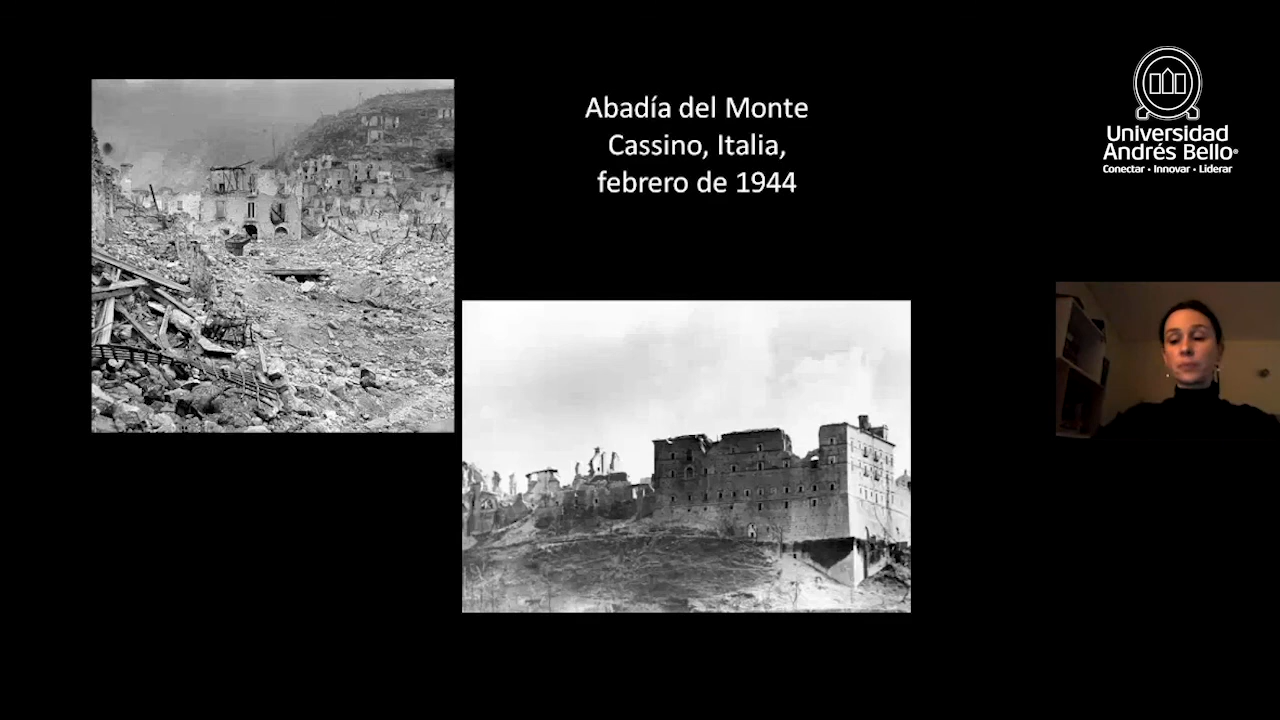 Abadía del Monte
Cassino, Italia,
febrero de 1944
Universidad
Andrés Bello®
Conectar • Innovar • Liderar